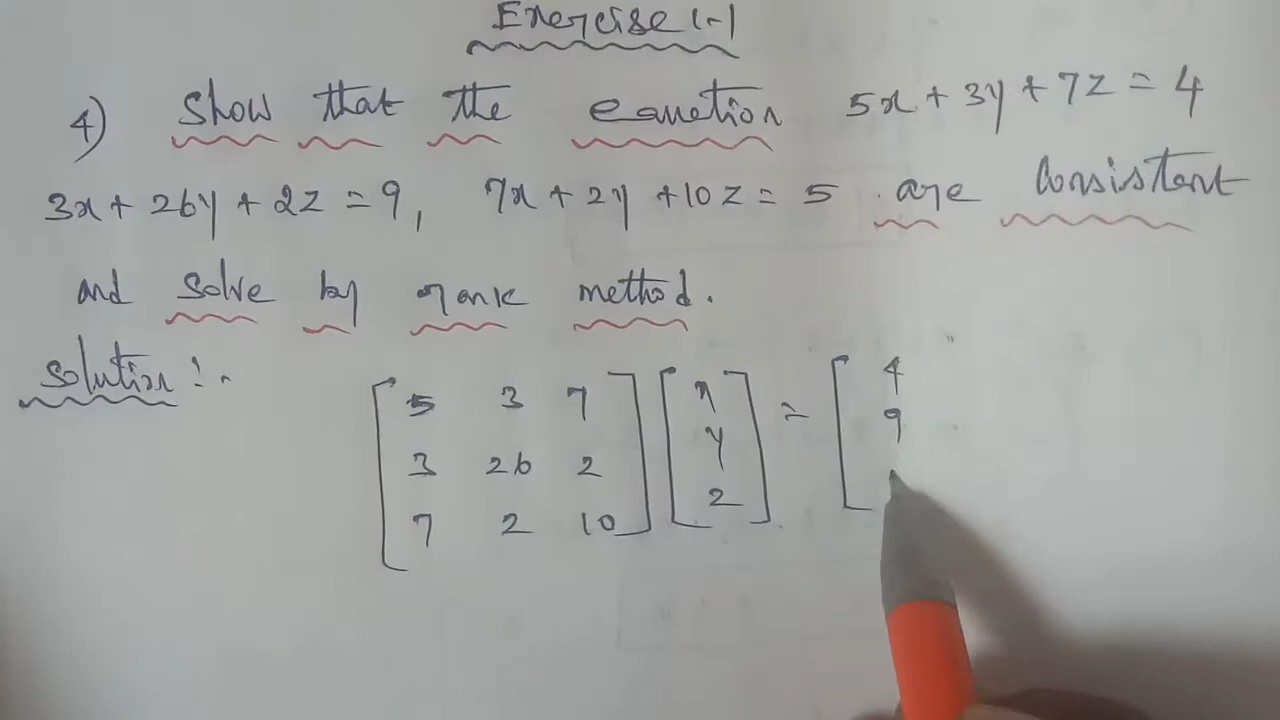 Exercise 1-1
4) Show that the equation 5x + 3y + 7z = 4
3x + 26y + 2z = 9, 7x + 2y + 10z = 5 . are Consistent
and solve by rank method.
Solution :-
5 3 7 x = 4
3 26 2 y 9
7 2 10 z